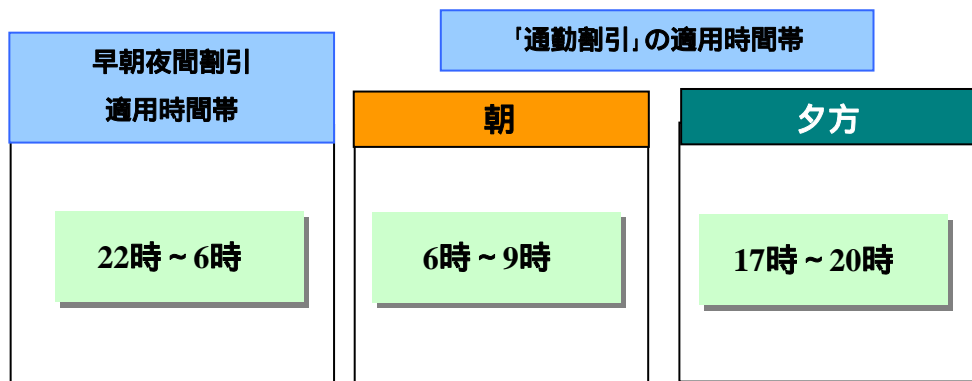 早朝夜間割引
適用時間帯
「通勤割引」の適用時間帯
朝
夕方
22時～6時
6時～9時
17時～20時